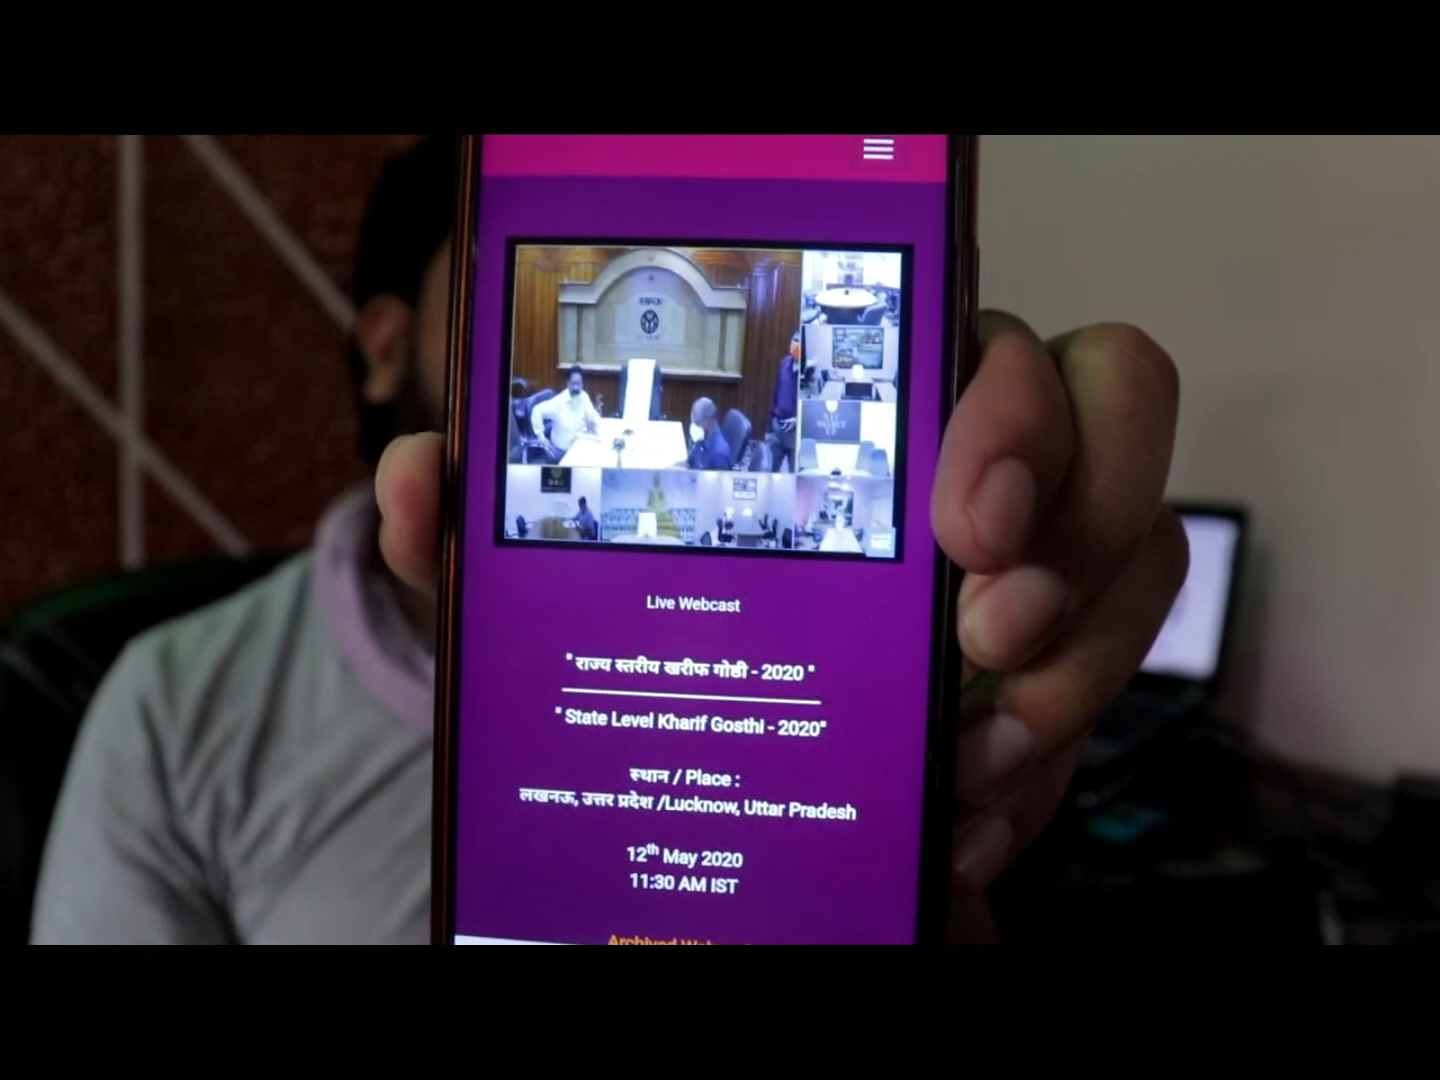 Live Webcast
" राज्य स्तरीय खरीफ गोष्ठी - 2020 "
" State Level Kharif Gosthi - 2020"
स्थान / Place :
लखनऊ, उत्तर प्रदेश /Lucknow, Uttar Pradesh
12th May 2020
11:30 AM IST
Archived